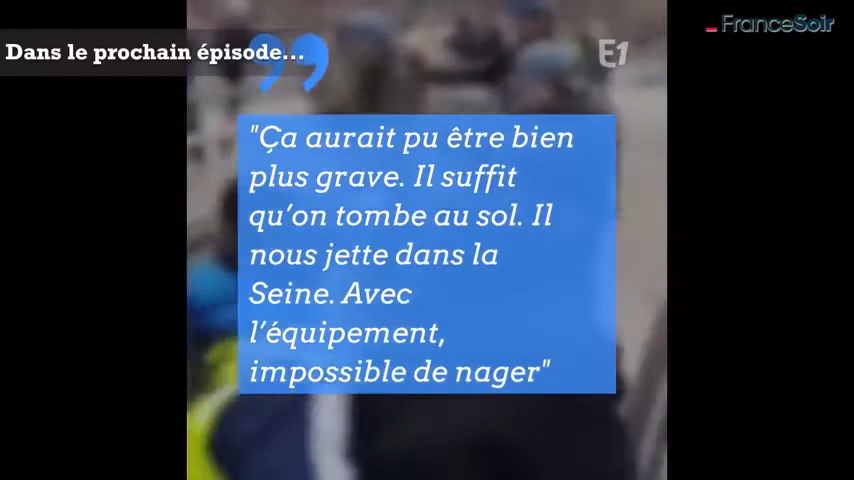 FranceSoir
Dans le prochain épisode...
E1
"Ça aurait pu être bien
plus grave. Il suffit
qu’on tombe au sol. Il
nous jette dans la
Seine. Avec
l’équipement,
impossible de nager"